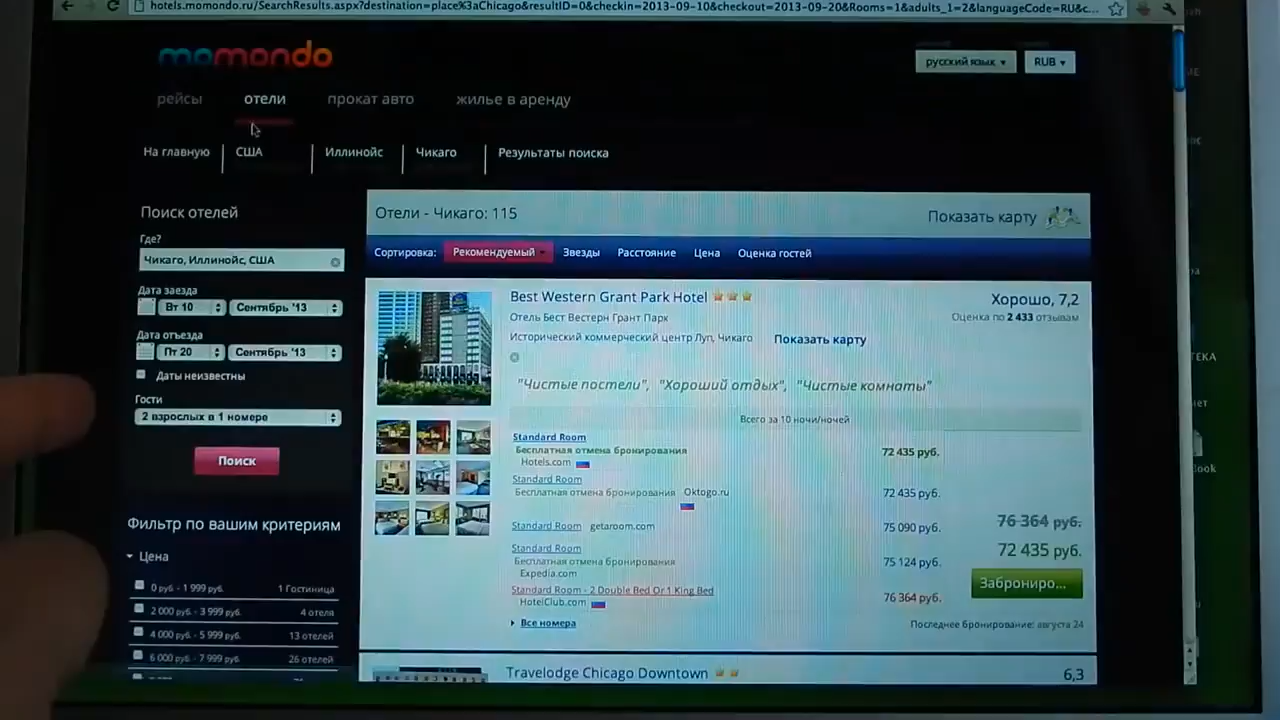 hotels.momondo.ru/SearchResults.aspx?destination=place%3aChicago&resultID=0&checkin=2013-09-10&checkout=2013-09-20&Rooms=1&adults_1=2&languageCode=RU&c...
momondo
русский язык RUB
рейсы отели прокат авто жилье в аренду
На главную США Иллинойс Чикаго Результаты поиска
Поиск отелей
Где?
Чикаго, Иллинойс, США
Дата заезда
Вт 10 Сентябрь '13
Дата отъезда
Пт 20 Сентябрь '13
Даты неизвестны
Гости
2 взрослых в 1 номере
Поиск
Фильтр по вашим критериям
Цена
0 руб. - 1 999 руб. 1 Гостиница
2 000 руб. - 3 999 руб. 4 отеля
4 000 руб. - 5 999 руб. 13 отелей
6 000 руб. - 7 999 руб. 26 отелей
Отели - Чикаго: 115 Показать карту
Сортировка: Рекомендуемый Звезды Расстояние Цена Оценка гостей
Best Western Grant Park Hotel
Хорошо, 7,2
Отель Бест Вестерн Грант Парк
Оценка по 2 433 отзывам
Исторический коммерческий центр Луп, Чикаго Показать карту
"Чистые постели", "Хороший отдых", "Чистые комнаты"
Всего за 10 ночи/ночей
Standard Room
Бесплатная отмена бронирования
Hotels.com
72 435 руб.
Standard Room
Бесплатная отмена бронирования Oktogo.ru
72 435 руб.
Standard Room getaroom.com
75 090 руб.
Standard Room
Бесплатная отмена бронирования
Expedia.com
75 124 руб.
Standard Room - 2 Double Bed Or 1 King Bed
HotelClub.com
76 364 руб.
76 364 руб.
72 435 руб.
Заброниро...
Все номера
Последнее бронирование: августа 24
Travelodge Chicago Downtown
6,3